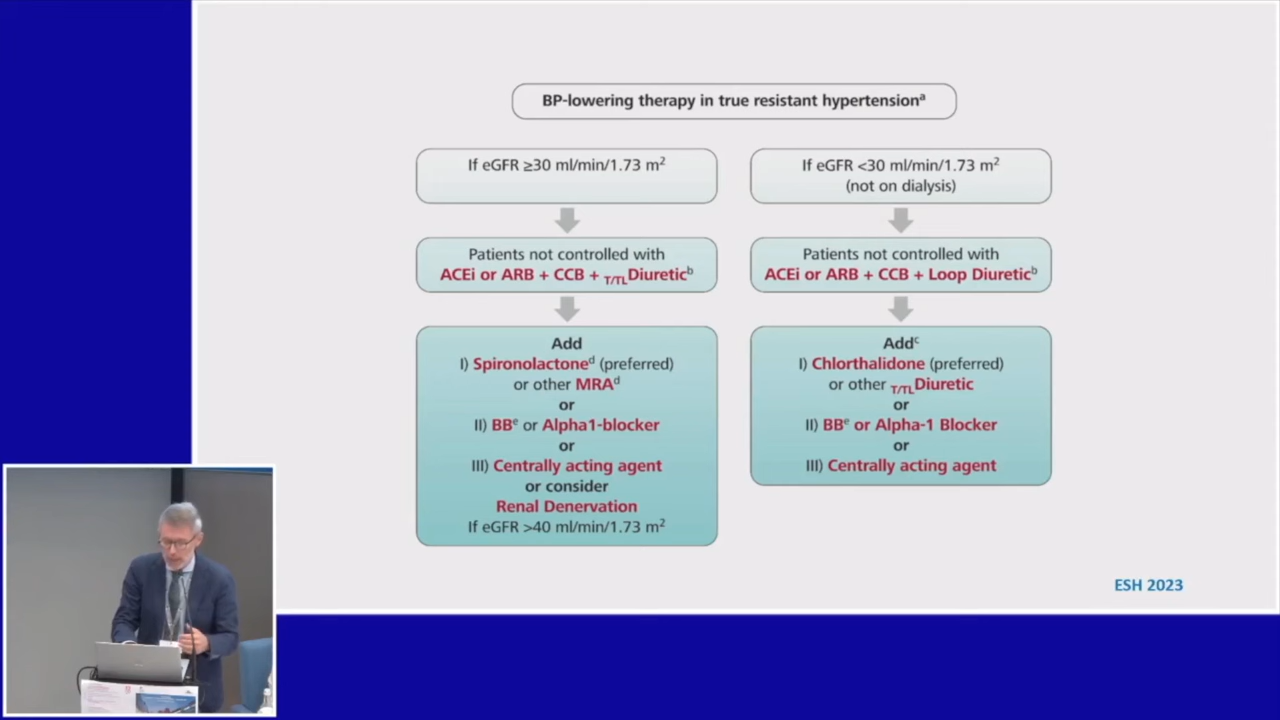 BP-lowering therapy in true resistant hypertensionᵃ
If eGFR ≥30 ml/min/1.73 m²
Patients not controlled with
ACEi or ARB + CCB + T/TLDiureticᵇ
Add
I) Spironolactoneᵈ (preferred)
or other MRAᵈ
or
II) BBᵉ or Alpha1-blocker
or
III) Centrally acting agent
or consider
Renal Denervation
If eGFR >40 ml/min/1.73 m²
If eGFR <30 ml/min/1.73 m²
(not on dialysis)
Patients not controlled with
ACEi or ARB + CCB + Loop Diureticᵇ
Addᶜ
I) Chlorthalidone (preferred)
or other T/TLDiuretic
or
II) BBᵉ or Alpha-1 Blocker
or
III) Centrally acting agent
ESH 2023